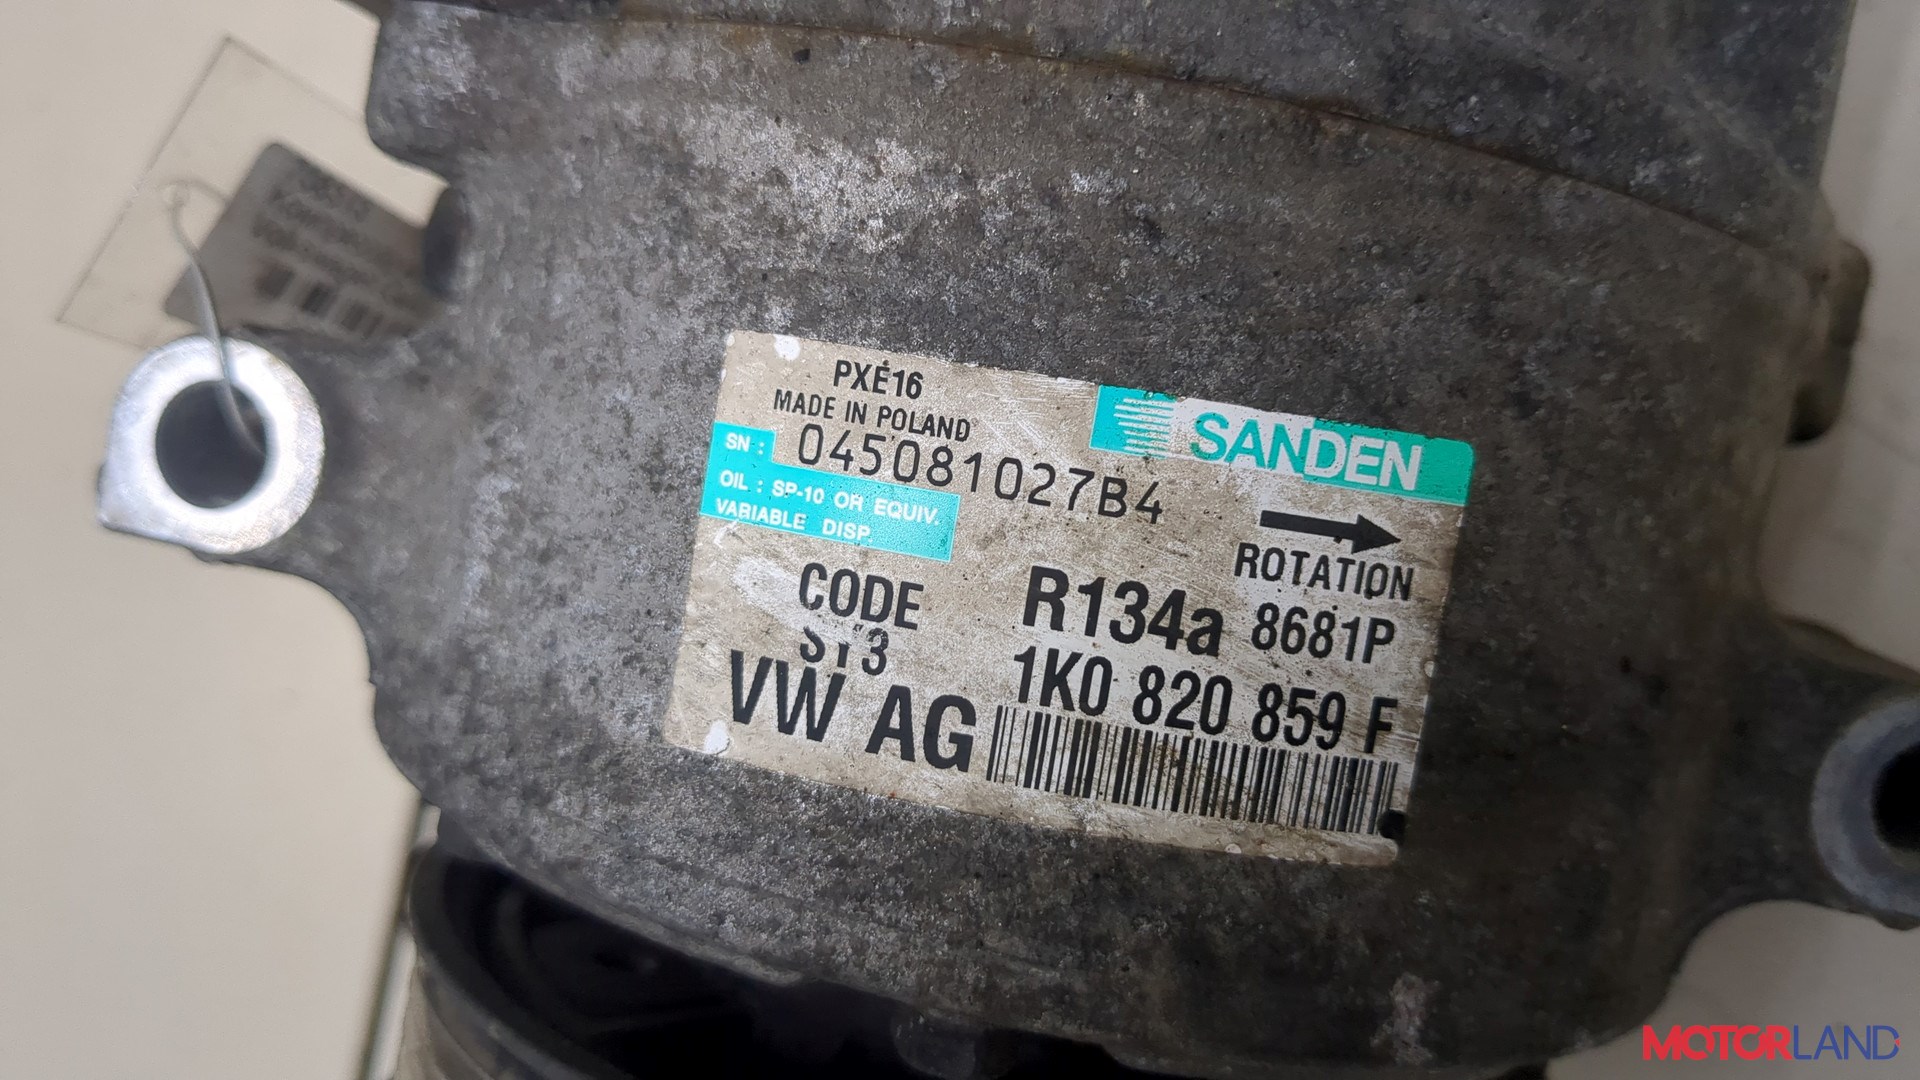 PXE16
MADE IN POLAND
SANDEN
SN : 045081027B4
OIL : SP-10 OR EQUIV.
VARIABLE DISP.
ROTATION
CODE
R134a 8681P
VW AG
1K0 820 859 F
MOTORLAND